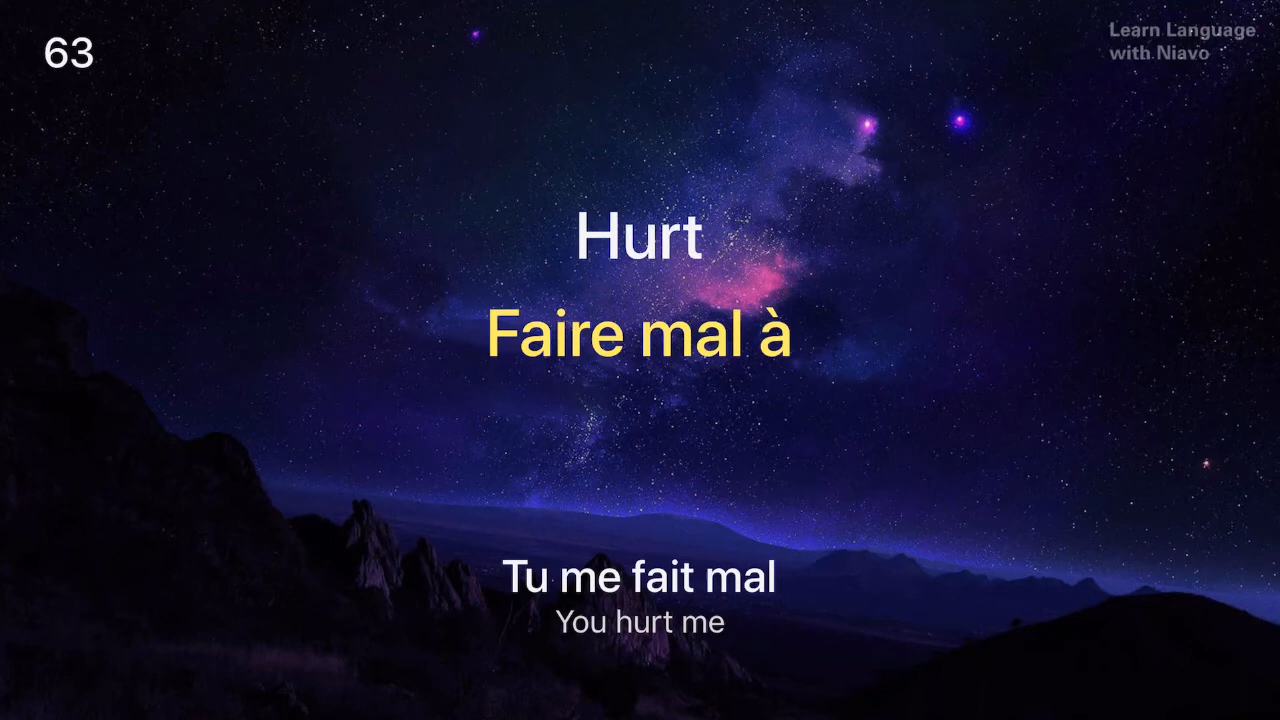 63
Learn Language
with Niavo
Hurt
Faire mal à
Tu me fait mal
You hurt me